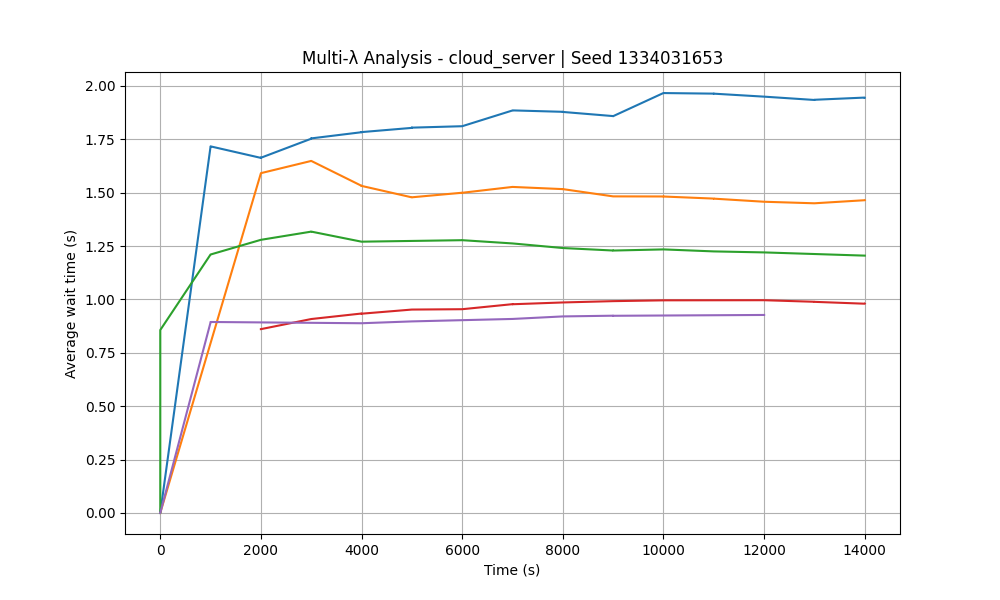 Multi-λ Analysis - cloud_server | Seed 1334031653
Average wait time (s)
2.00
1.75
1.50
1.25
1.00
0.75
0.50
0.25
0.00
0 2000 4000 6000 8000 10000 12000 14000
Time (s)